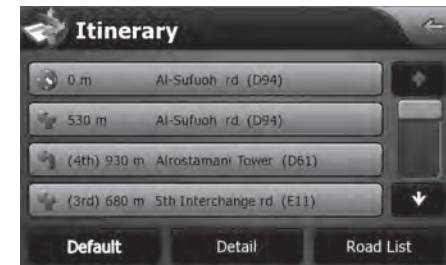 Itinerary
0 m Al-Sufuoh rd (D94)
530 m Al-Sufuoh rd (D94)
(4th) 930 m Alrostamani Tower (D61)
(3rd) 680 m 5th Interchange rd (E11)
Default Detail Road List